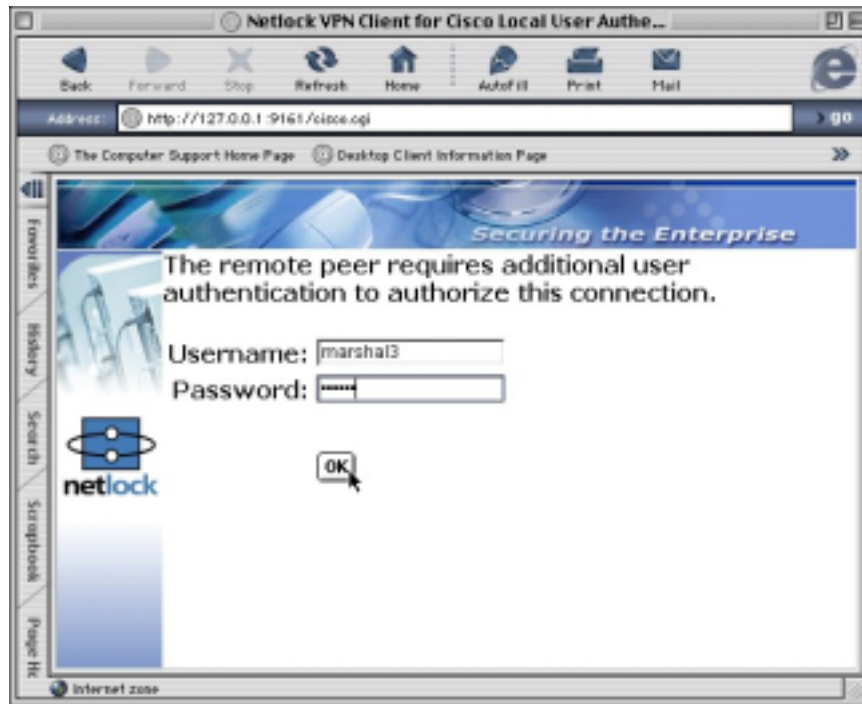 Netlock VPN Client for Cisco Local User Authe...
Back Forward Stop Refresh Home AutoFill Print Mail
Address: http://127.0.0.1:9161/cisco.cgi go
The Computer Support Home Page Desktop Client Information Page
Favorites
History
Search
Scrapbook
Page Ho
Securing the Enterprise
The remote peer requires additional user
authentication to authorize this connection.
Username: marshal3
Password: ••••••
OK
netlock
Internet zone